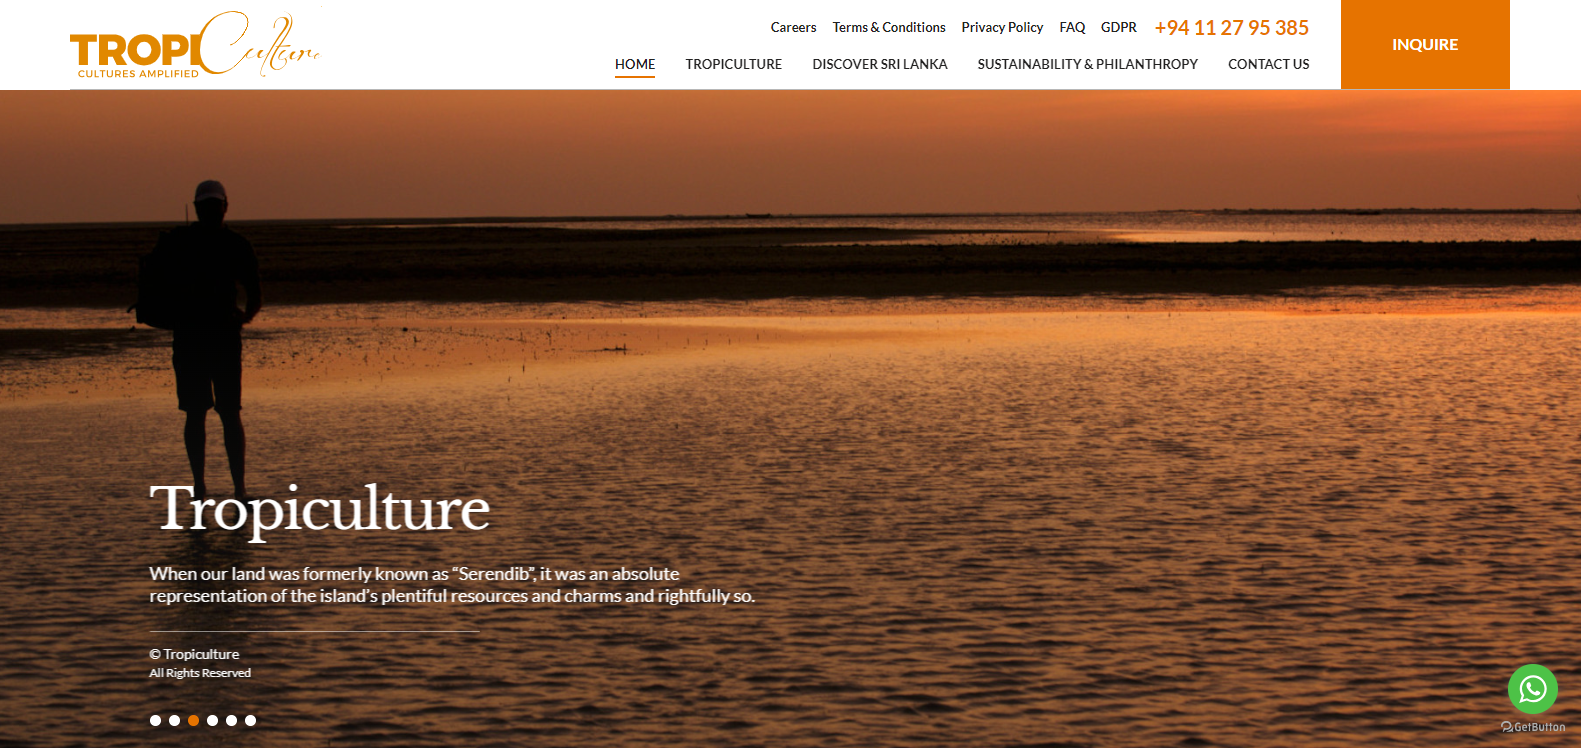 TROPICulture
CULTURES AMPLIFIED
Careers Terms & Conditions Privacy Policy FAQ GDPR +94 11 27 95 385
HOME TROPICULTURE DISCOVER SRI LANKA SUSTAINABILITY & PHILANTHROPY CONTACT US
INQUIRE
Tropiculture
When our land was formerly known as “Serendib”, it was an absolute
representation of the island’s plentiful resources and charms and rightfully so.
© Tropiculture
All Rights Reserved
GetButton